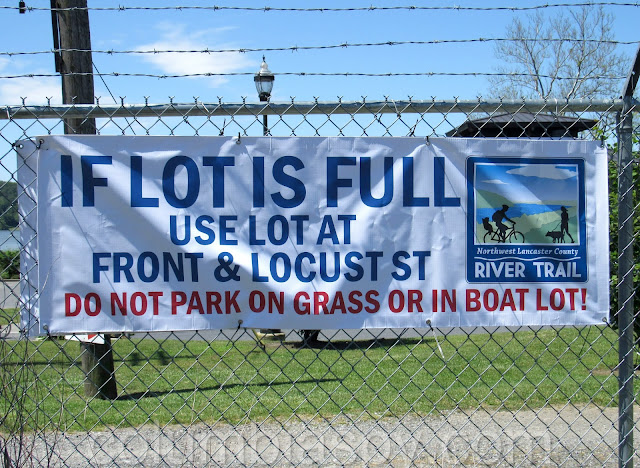 IF LOT IS FULL
USE LOT AT
FRONT & LOCUST ST
DO NOT PARK ON GRASS OR IN BOAT LOT!
Northwest Lancaster County
RIVER TRAIL